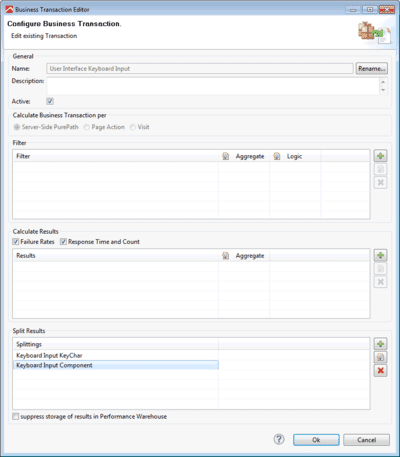 Business Transaction Editor
Configure Business Transaction.
Edit existing Transaction
General
Name: User Interface Keyboard Input Rename...
Description:
Active:
Calculate Business Transaction per
Server-Side PurePath Page Action Visit
Filter
Filter Aggregate Logic
Calculate Results
Failure Rates Response Time and Count
Results Aggregate
Split Results
Splittings
Keyboard Input KeyChar
Keyboard Input Component
suppress storage of results in Performance Warehouse
? Ok Cancel